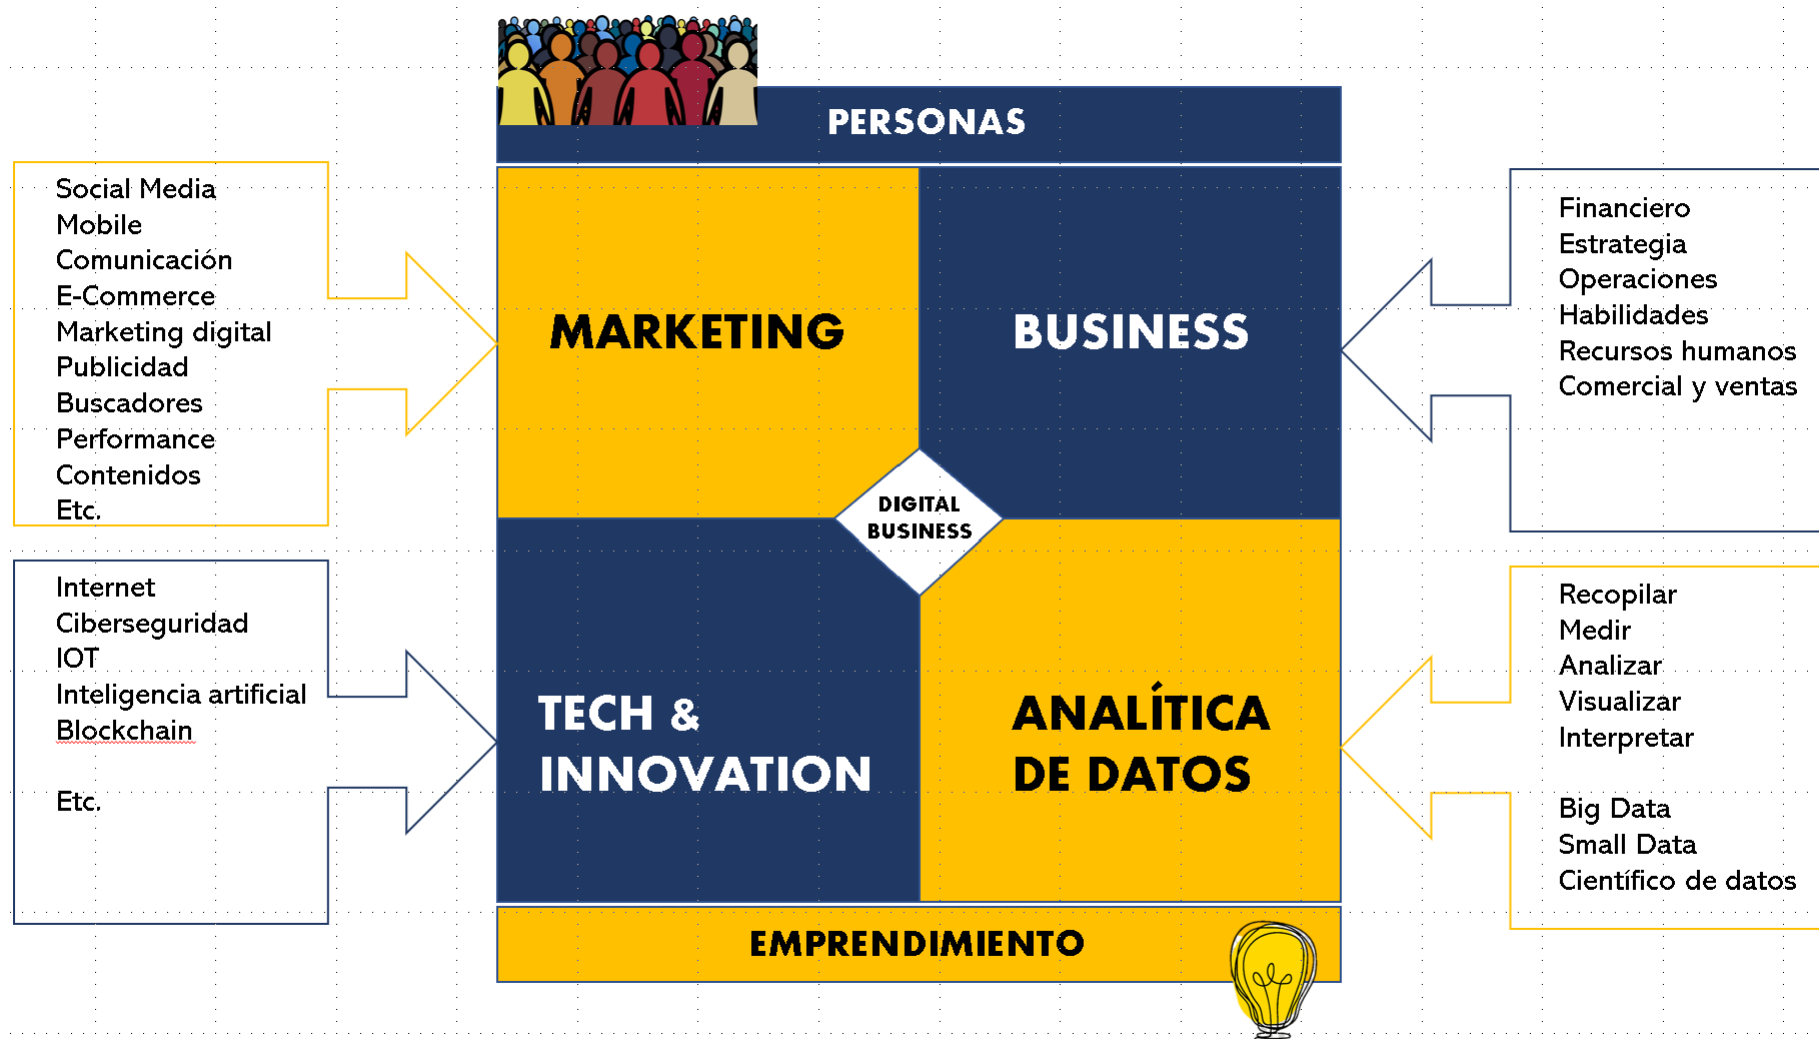 PERSONAS
Social Media
Mobile
Comunicación
E-Commerce
Marketing digital
Publicidad
Buscadores
Performance
Contenidos
Etc.
MARKETING
BUSINESS
Financiero
Estrategia
Operaciones
Habilidades
Recursos humanos
Comercial y ventas
DIGITAL
BUSINESS
Internet
Ciberseguridad
IOT
Inteligencia artificial
Blockchain
Etc.
TECH &
INNOVATION
ANALÍTICA
DE DATOS
Recopilar
Medir
Analizar
Visualizar
Interpretar
Big Data
Small Data
Científico de datos
EMPRENDIMIENTO